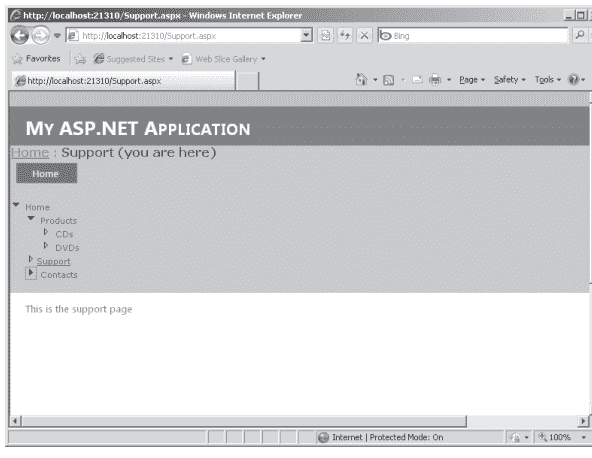 http://localhost:21310/Support.aspx - Windows Internet Explorer
http://localhost:21310/Support.aspx
Bing
Favorites Suggested Sites Web Slice Gallery
http://localhost:21310/Support.aspx
Page Safety Tools
MY ASP.NET APPLICATION
Home : Support (you are here)
Home
Home
Products
CDs
DVDs
Support
Contacts
This is the support page
Internet | Protected Mode: On 100%